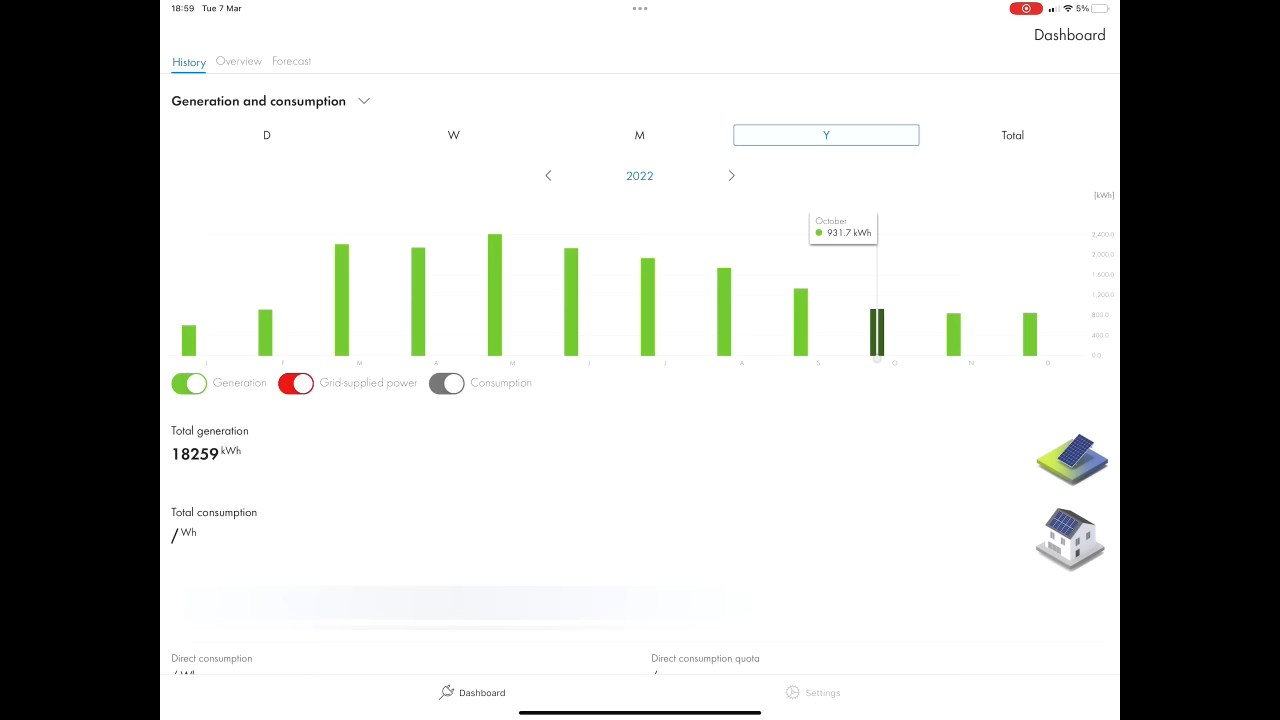 18:59 Tue 7 Mar
5%
Dashboard
History Overview Forecast
Generation and consumption
D W M Y Total
2022
[kWh]
October
931.7 kWh
2,400.0
2,000.0
1,600.0
1,200.0
800.0
400.0
0.0
J F M A M J J A S O N D
Generation Grid-supplied power Consumption
Total generation
18259 kWh
Total consumption
/ Wh
Direct consumption Direct consumption quota
Dashboard Settings